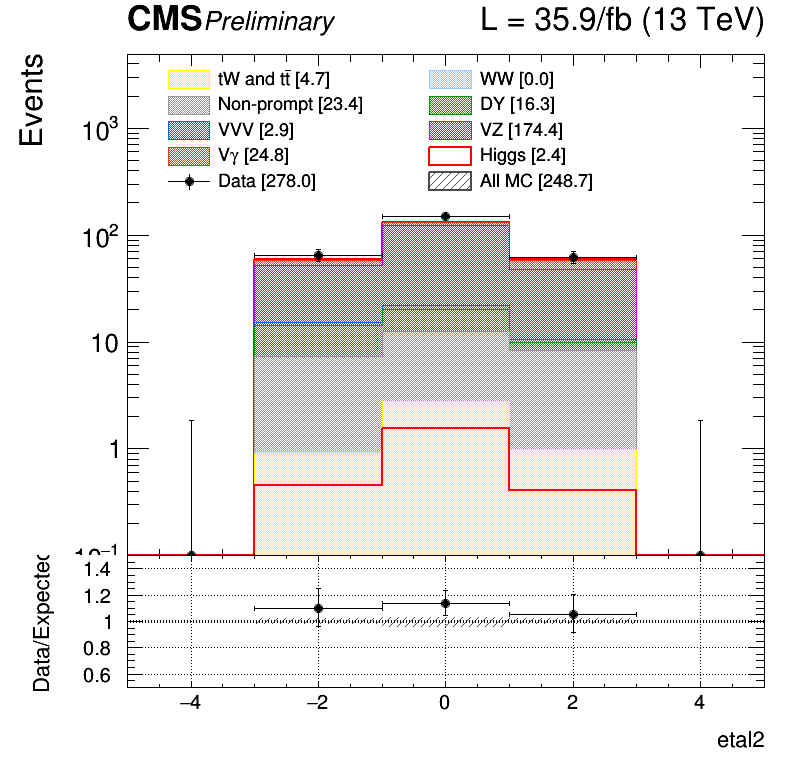 CMS Preliminary L = 35.9/fb (13 TeV)
Events
tW and tt̄ [4.7] WW [0.0]
Non-prompt [23.4] DY [16.3]
VVV [2.9] VZ [174.4]
Vγ [24.8] Higgs [2.4]
Data [278.0] All MC [248.7]
10³
10²
10
1
Data/Expected
1.4
1.2
1
0.8
0.6
−4 −2 0 2 4
etal2